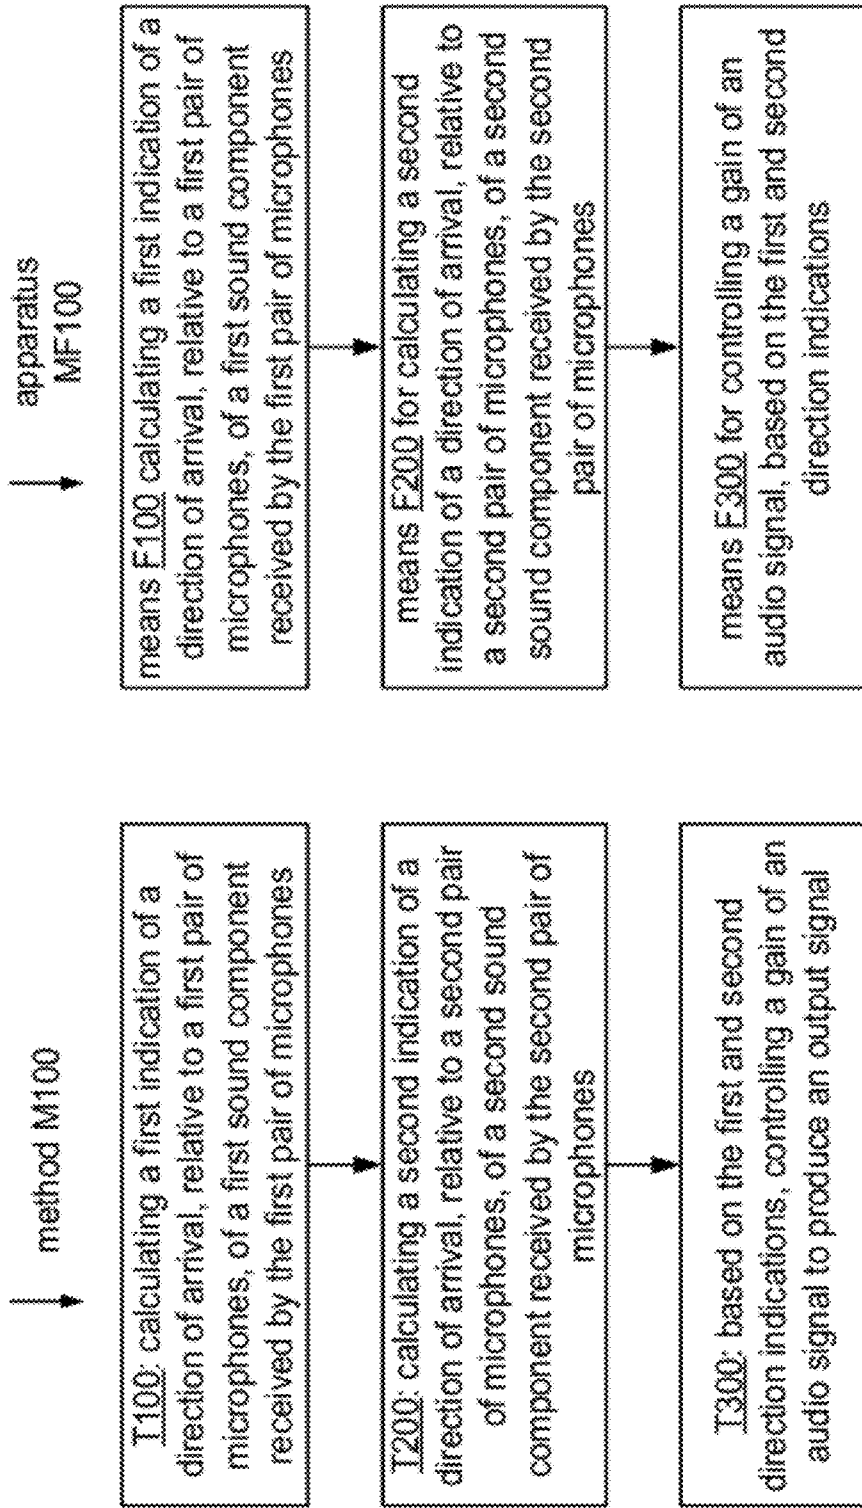 method M100
T100: calculating a first indication of a
direction of arrival, relative to a first pair of
microphones, of a first sound component
received by the first pair of microphones
T200: calculating a second indication of a
direction of arrival, relative to a second pair
of microphones, of a second sound
component received by the second pair of
microphones
T300: based on the first and second
direction indications, controlling a gain of an
audio signal to produce an output signal
apparatus
MF100
means F100 calculating a first indication of a
direction of arrival, relative to a first pair of
microphones, of a first sound component
received by the first pair of microphones
means F200 for calculating a second
indication of a direction of arrival, relative to
a second pair of microphones, of a second
sound component received by the second
pair of microphones
means F300 for controlling a gain of an
audio signal, based on the first and second
direction indications